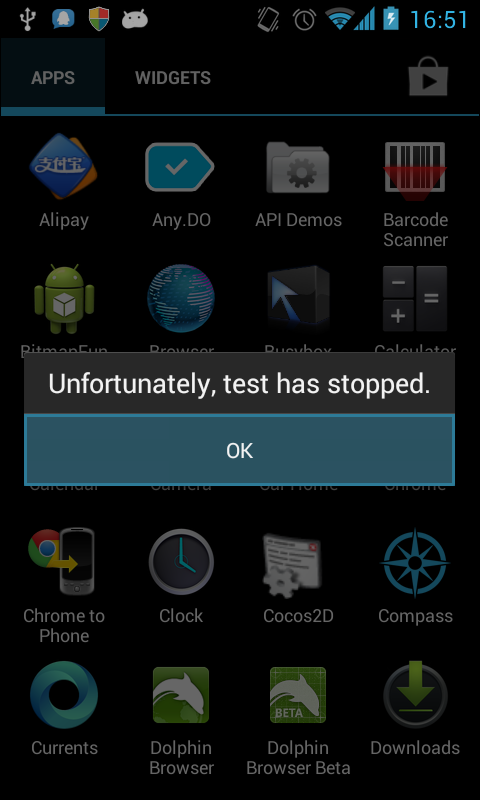 16:51
APPS
WIDGETS
支付宝
Alipay
Any.DO
API Demos
Barcode
Scanner
BitmapFun
Browser
Busybox
Calculator
Unfortunately, test has stopped.
OK
Calendar
Camera
Car Home
Chrome
Chrome to
Phone
Clock
Cocos2D
Compass
BETA
Currents
Dolphin
Browser
Dolphin
Browser Beta
Downloads